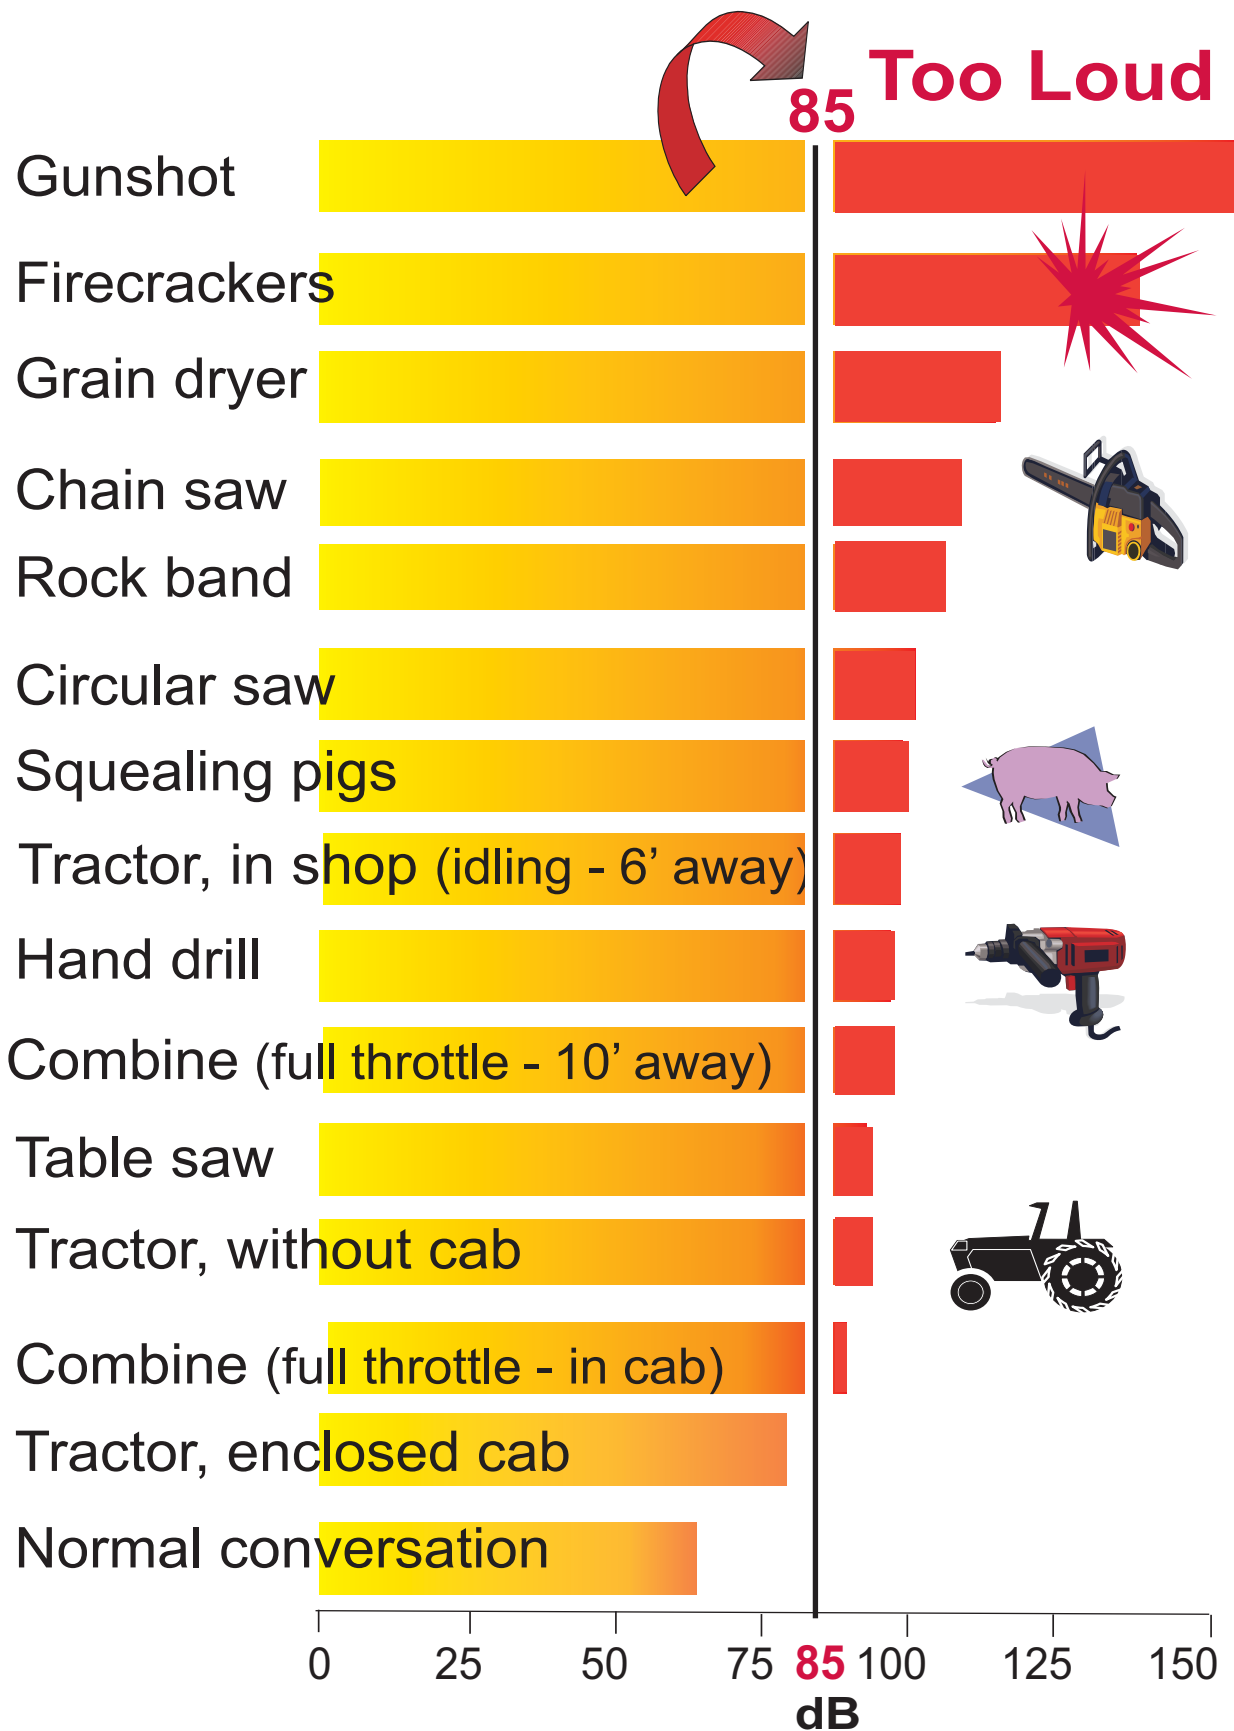 Too Loud
85
Gunshot
Firecrackers
Grain dryer
Chain saw
Rock band
Circular saw
Squealing pigs
Tractor, in shop (idling - 6’ away)
Hand drill
Combine (full throttle - 10’ away)
Table saw
Tractor, without cab
Combine (full throttle - in cab)
Tractor, enclosed cab
Normal conversation
0 25 50 75 85 100 125 150
dB